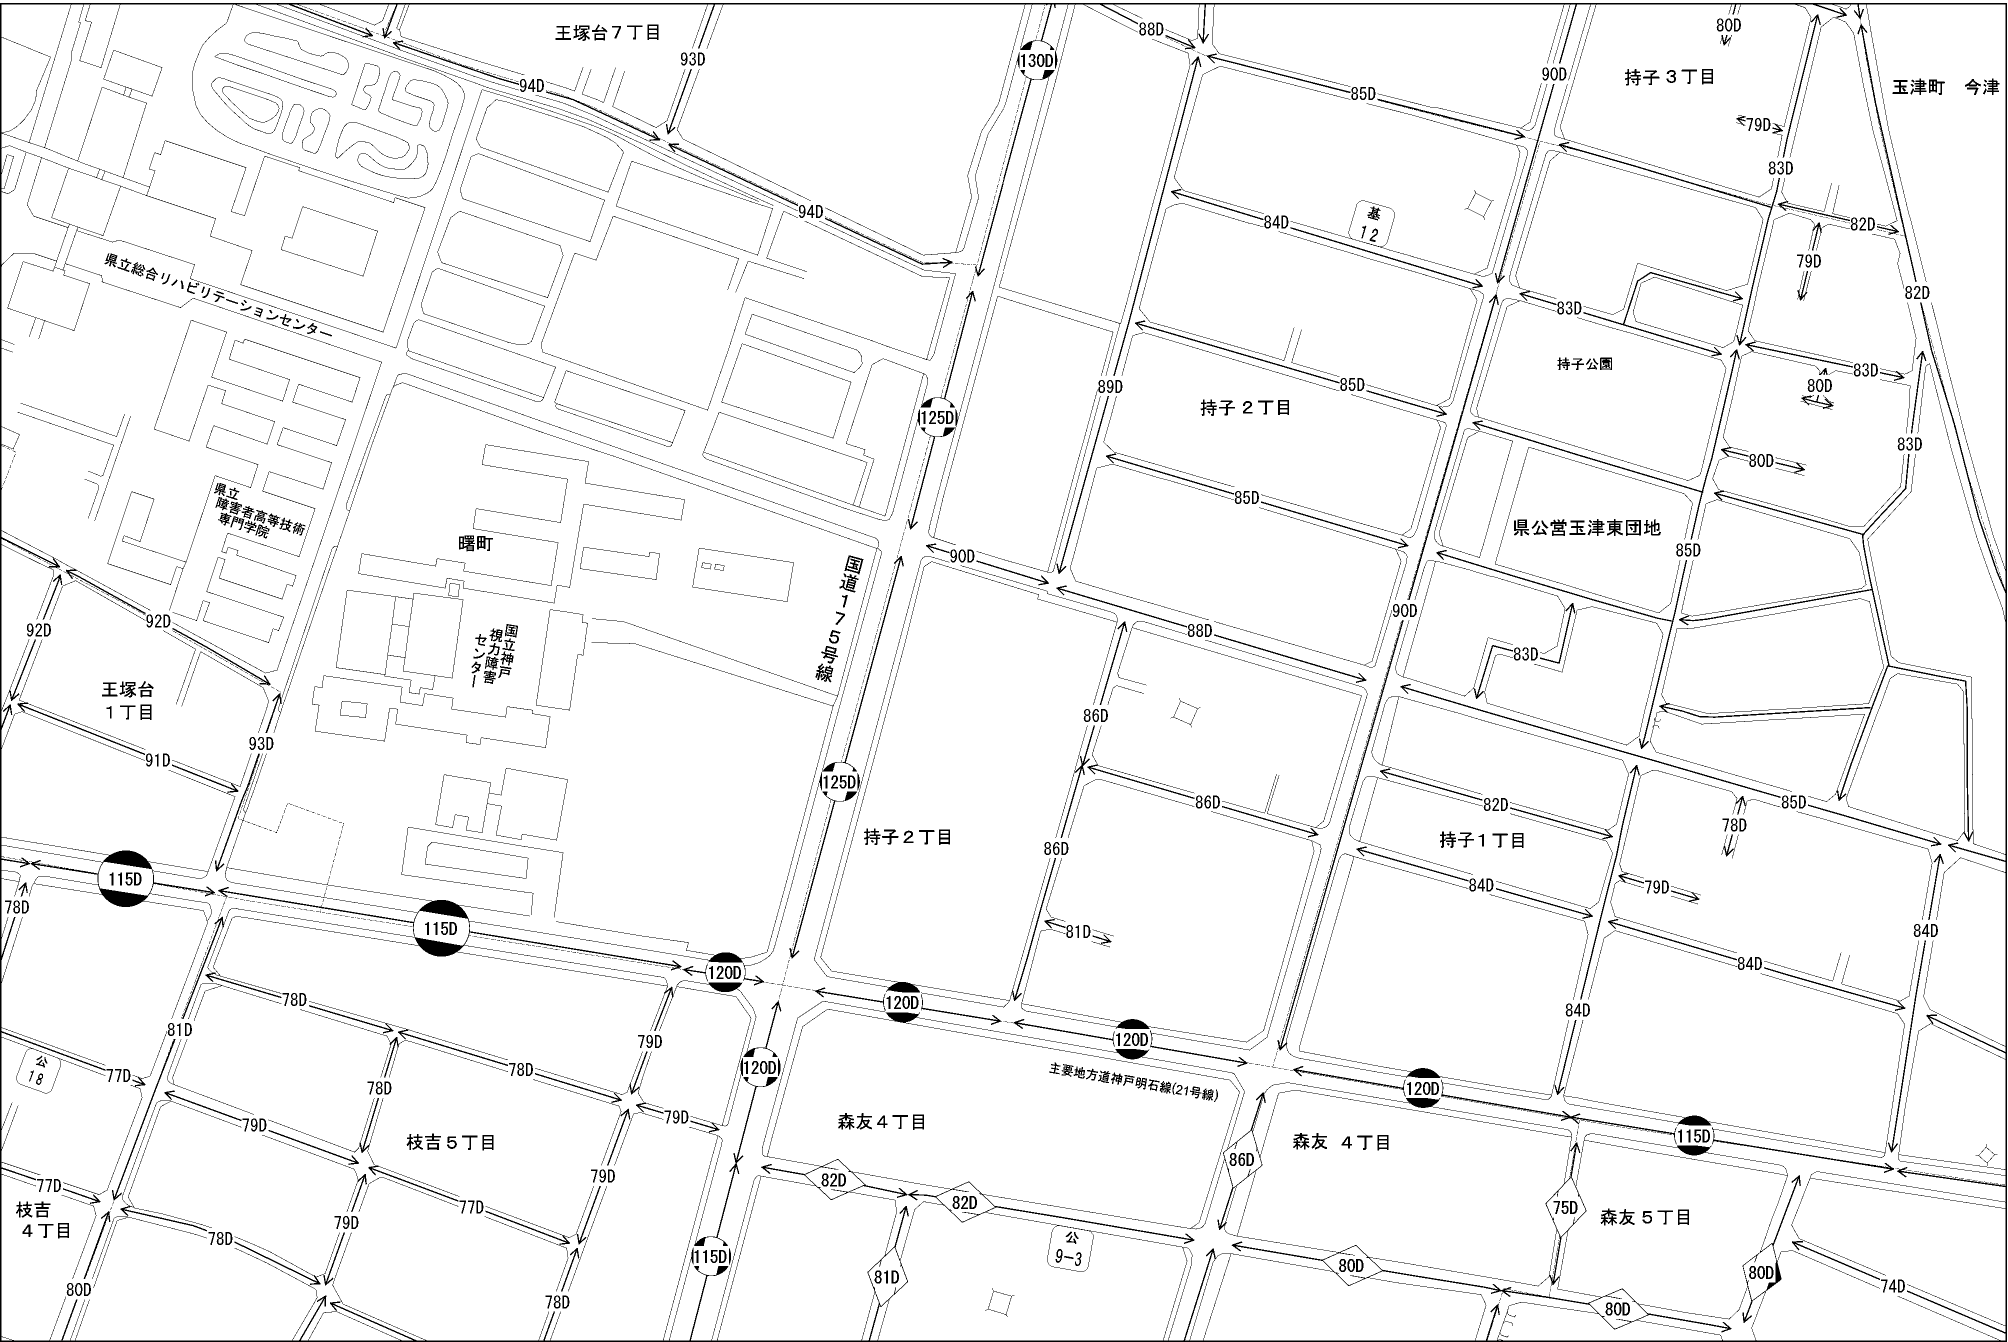 王塚台７丁目
93D
94D
130D
88D
85D
90D
80D
持子３丁目
玉津町　今津
79D
83D
82D
94D
基
12
84D
79D
82D
県立総合リハビリテーションセンター
83D
持子公園
83D
80D
89D
85D
持子２丁目
125D
83D
80D
県立
障害者高等技術
専門学院
85D
県公営玉津東団地
85D
曙町
90D
国道１７５号線
90D
92D
92D
国立神戸
視力障害
センター
88D
83D
王塚台
１丁目
93D
91D
86D
125D
86D
82D
85D
78D
持子２丁目
86D
持子１丁目
115D
84D
79D
78D
115D
81D
84D
84D
120D
78D
120D
84D
81D
120D
79D
公
18
77D
78D
78D
120D
主要地方道神戸明石線(21号線)
120D
79D
79D
枝吉５丁目
森友４丁目
森友 ４丁目
115D
86D
77D
79D
82D
82D
77D
枝吉
４丁目
79D
75D
森友５丁目
78D
公
9-3
115D
81D
80D
80D
74D
80D
78D
80D